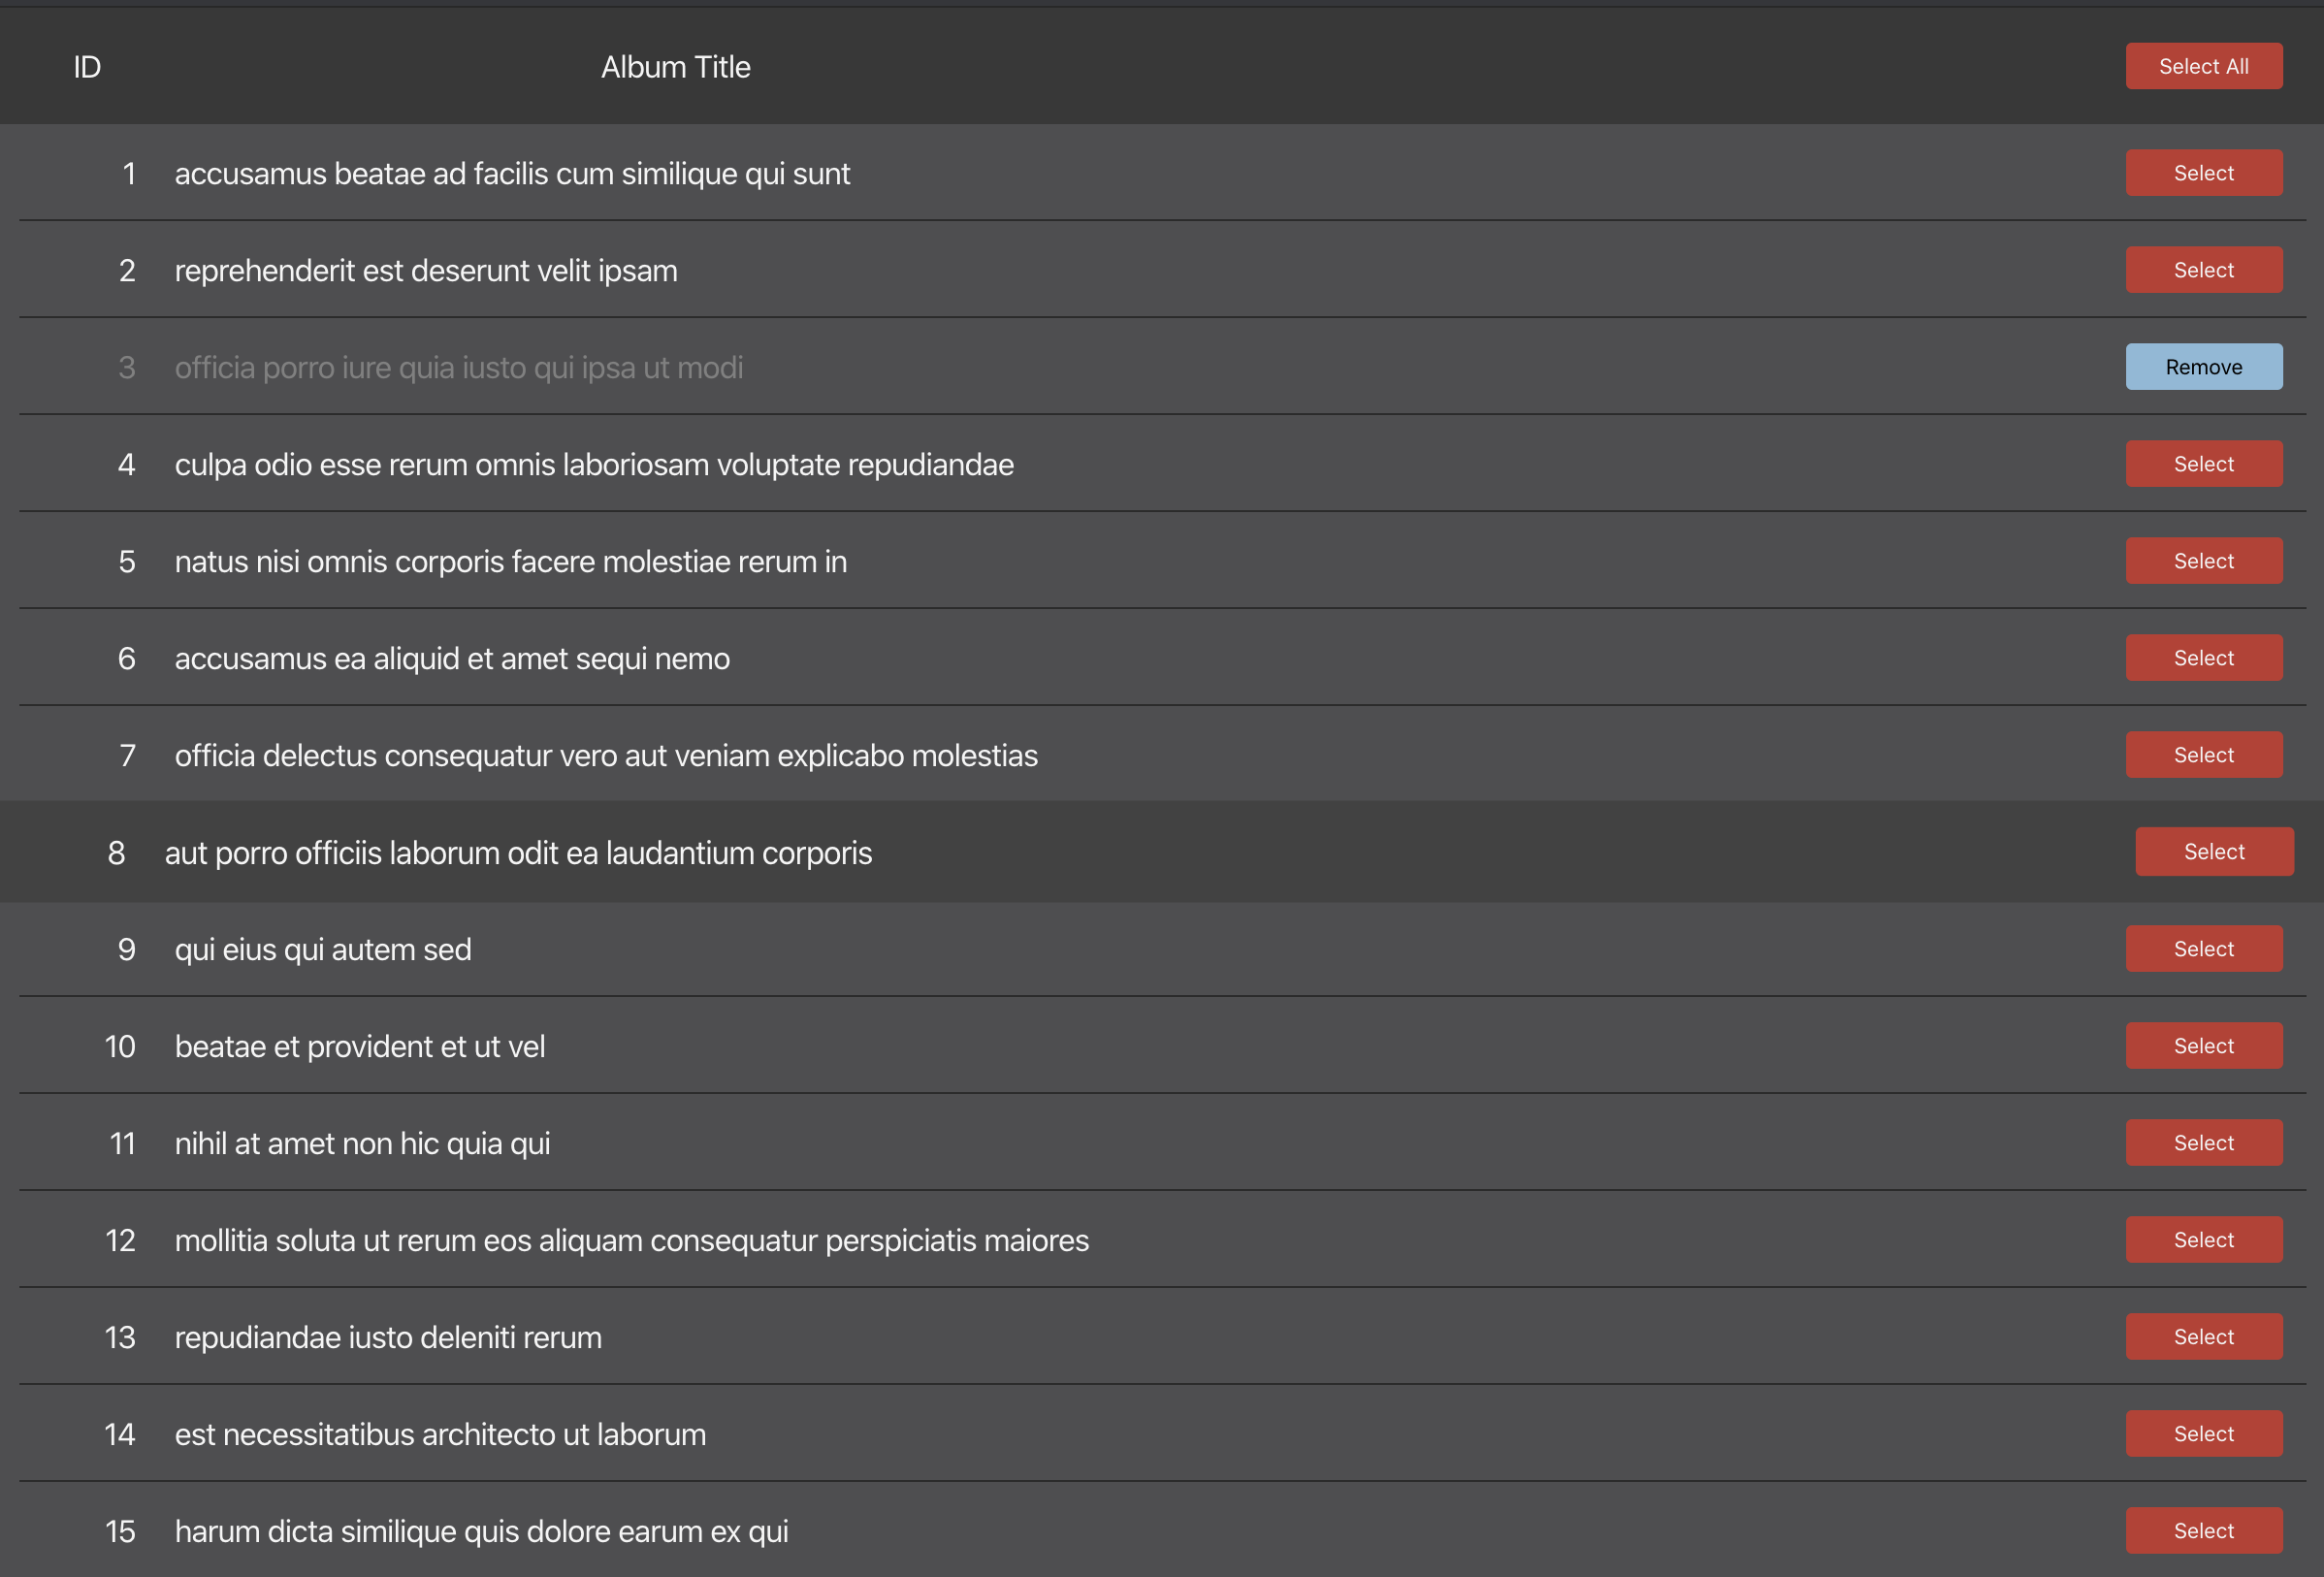 ID Album Title Select All
1 accusamus beatae ad facilis cum similique qui sunt Select
2 reprehenderit est deserunt velit ipsam Select
3 officia porro iure quia iusto qui ipsa ut modi Remove
4 culpa odio esse rerum omnis laboriosam voluptate repudiandae Select
5 natus nisi omnis corporis facere molestiae rerum in Select
6 accusamus ea aliquid et amet sequi nemo Select
7 officia delectus consequatur vero aut veniam explicabo molestias Select
8 aut porro officiis laborum odit ea laudantium corporis Select
9 qui eius qui autem sed Select
10 beatae et provident et ut vel Select
11 nihil at amet non hic quia qui Select
12 mollitia soluta ut rerum eos aliquam consequatur perspiciatis maiores Select
13 repudiandae iusto deleniti rerum Select
14 est necessitatibus architecto ut laborum Select
15 harum dicta similique quis dolore earum ex qui Select